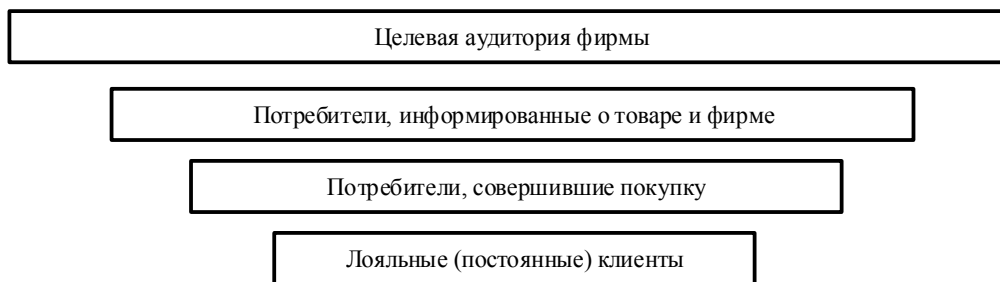 Целевая аудитория фирмы
Потребители, информированные о товаре и фирме
Потребители, совершившие покупку
Лояльные (постоянные) клиенты